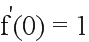 f'(0) = 1